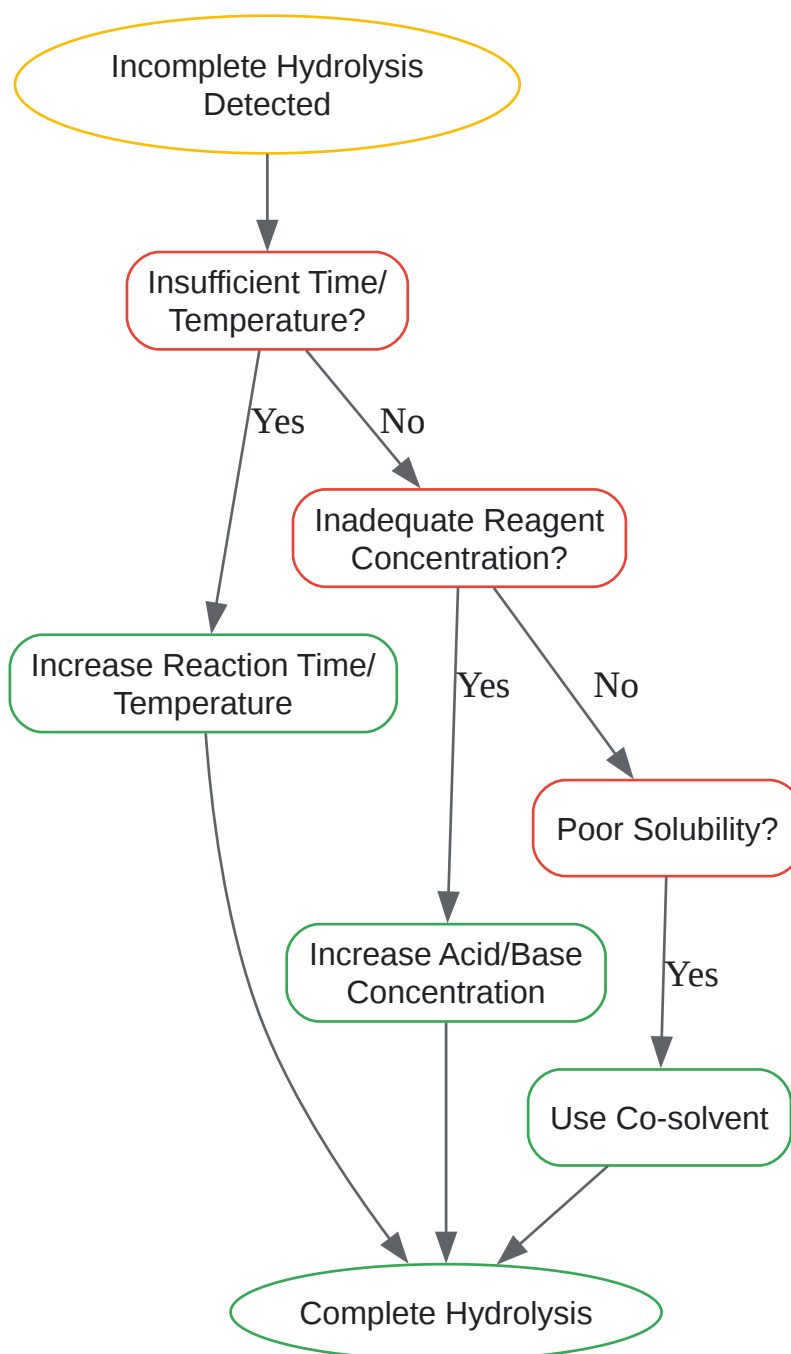 Incomplete Hydrolysis
Detected
Insufficient Time/
Temperature?
Yes
No
Inadequate Reagent
Concentration?
Increase Reaction Time/
Temperature
Yes
No
Poor Solubility?
Increase Acid/Base
Concentration
Yes
Use Co-solvent
Complete Hydrolysis